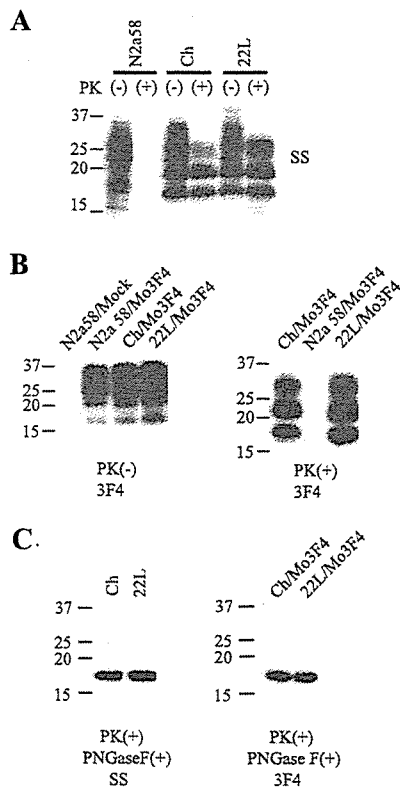 A
N2a58 Ch 22L
PK (-) (+) (-) (+) (-) (+)
37
25
20
15
SS
B
N2a58/Mock
N2a 58/Mo3F4
Ch/Mo3F4
22L/Mo3F4
37
25
20
15
PK(-)
3F4
Ch/Mo3F4
N2a 58/Mo3F4
22L/Mo3F4
37
25
20
15
PK(+)
3F4
C.
Ch
22L
37
25
20
15
PK(+)
PNGaseF(+)
SS
Ch/Mo3F4
22L/Mo3F4
37
25
20
15
PK(+)
PNGase F(+)
3F4